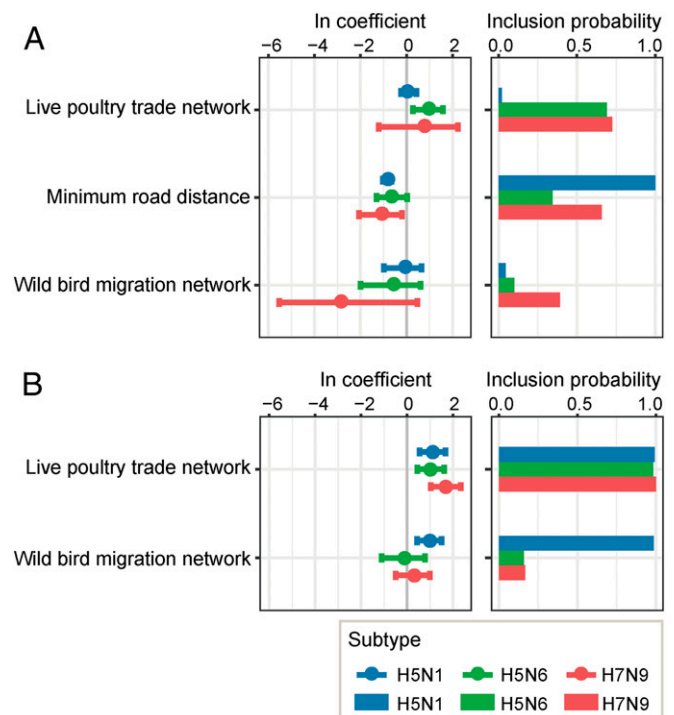 A
ln coefficient Inclusion probability
−6 −4 −2 0 2 0.0 0.5 1.0
Live poultry trade network
Minimum road distance
Wild bird migration network
B
ln coefficient Inclusion probability
−6 −4 −2 0 2 0.0 0.5 1.0
Live poultry trade network
Wild bird migration network
Subtype
H5N1 H5N6 H7N9
H5N1 H5N6 H7N9